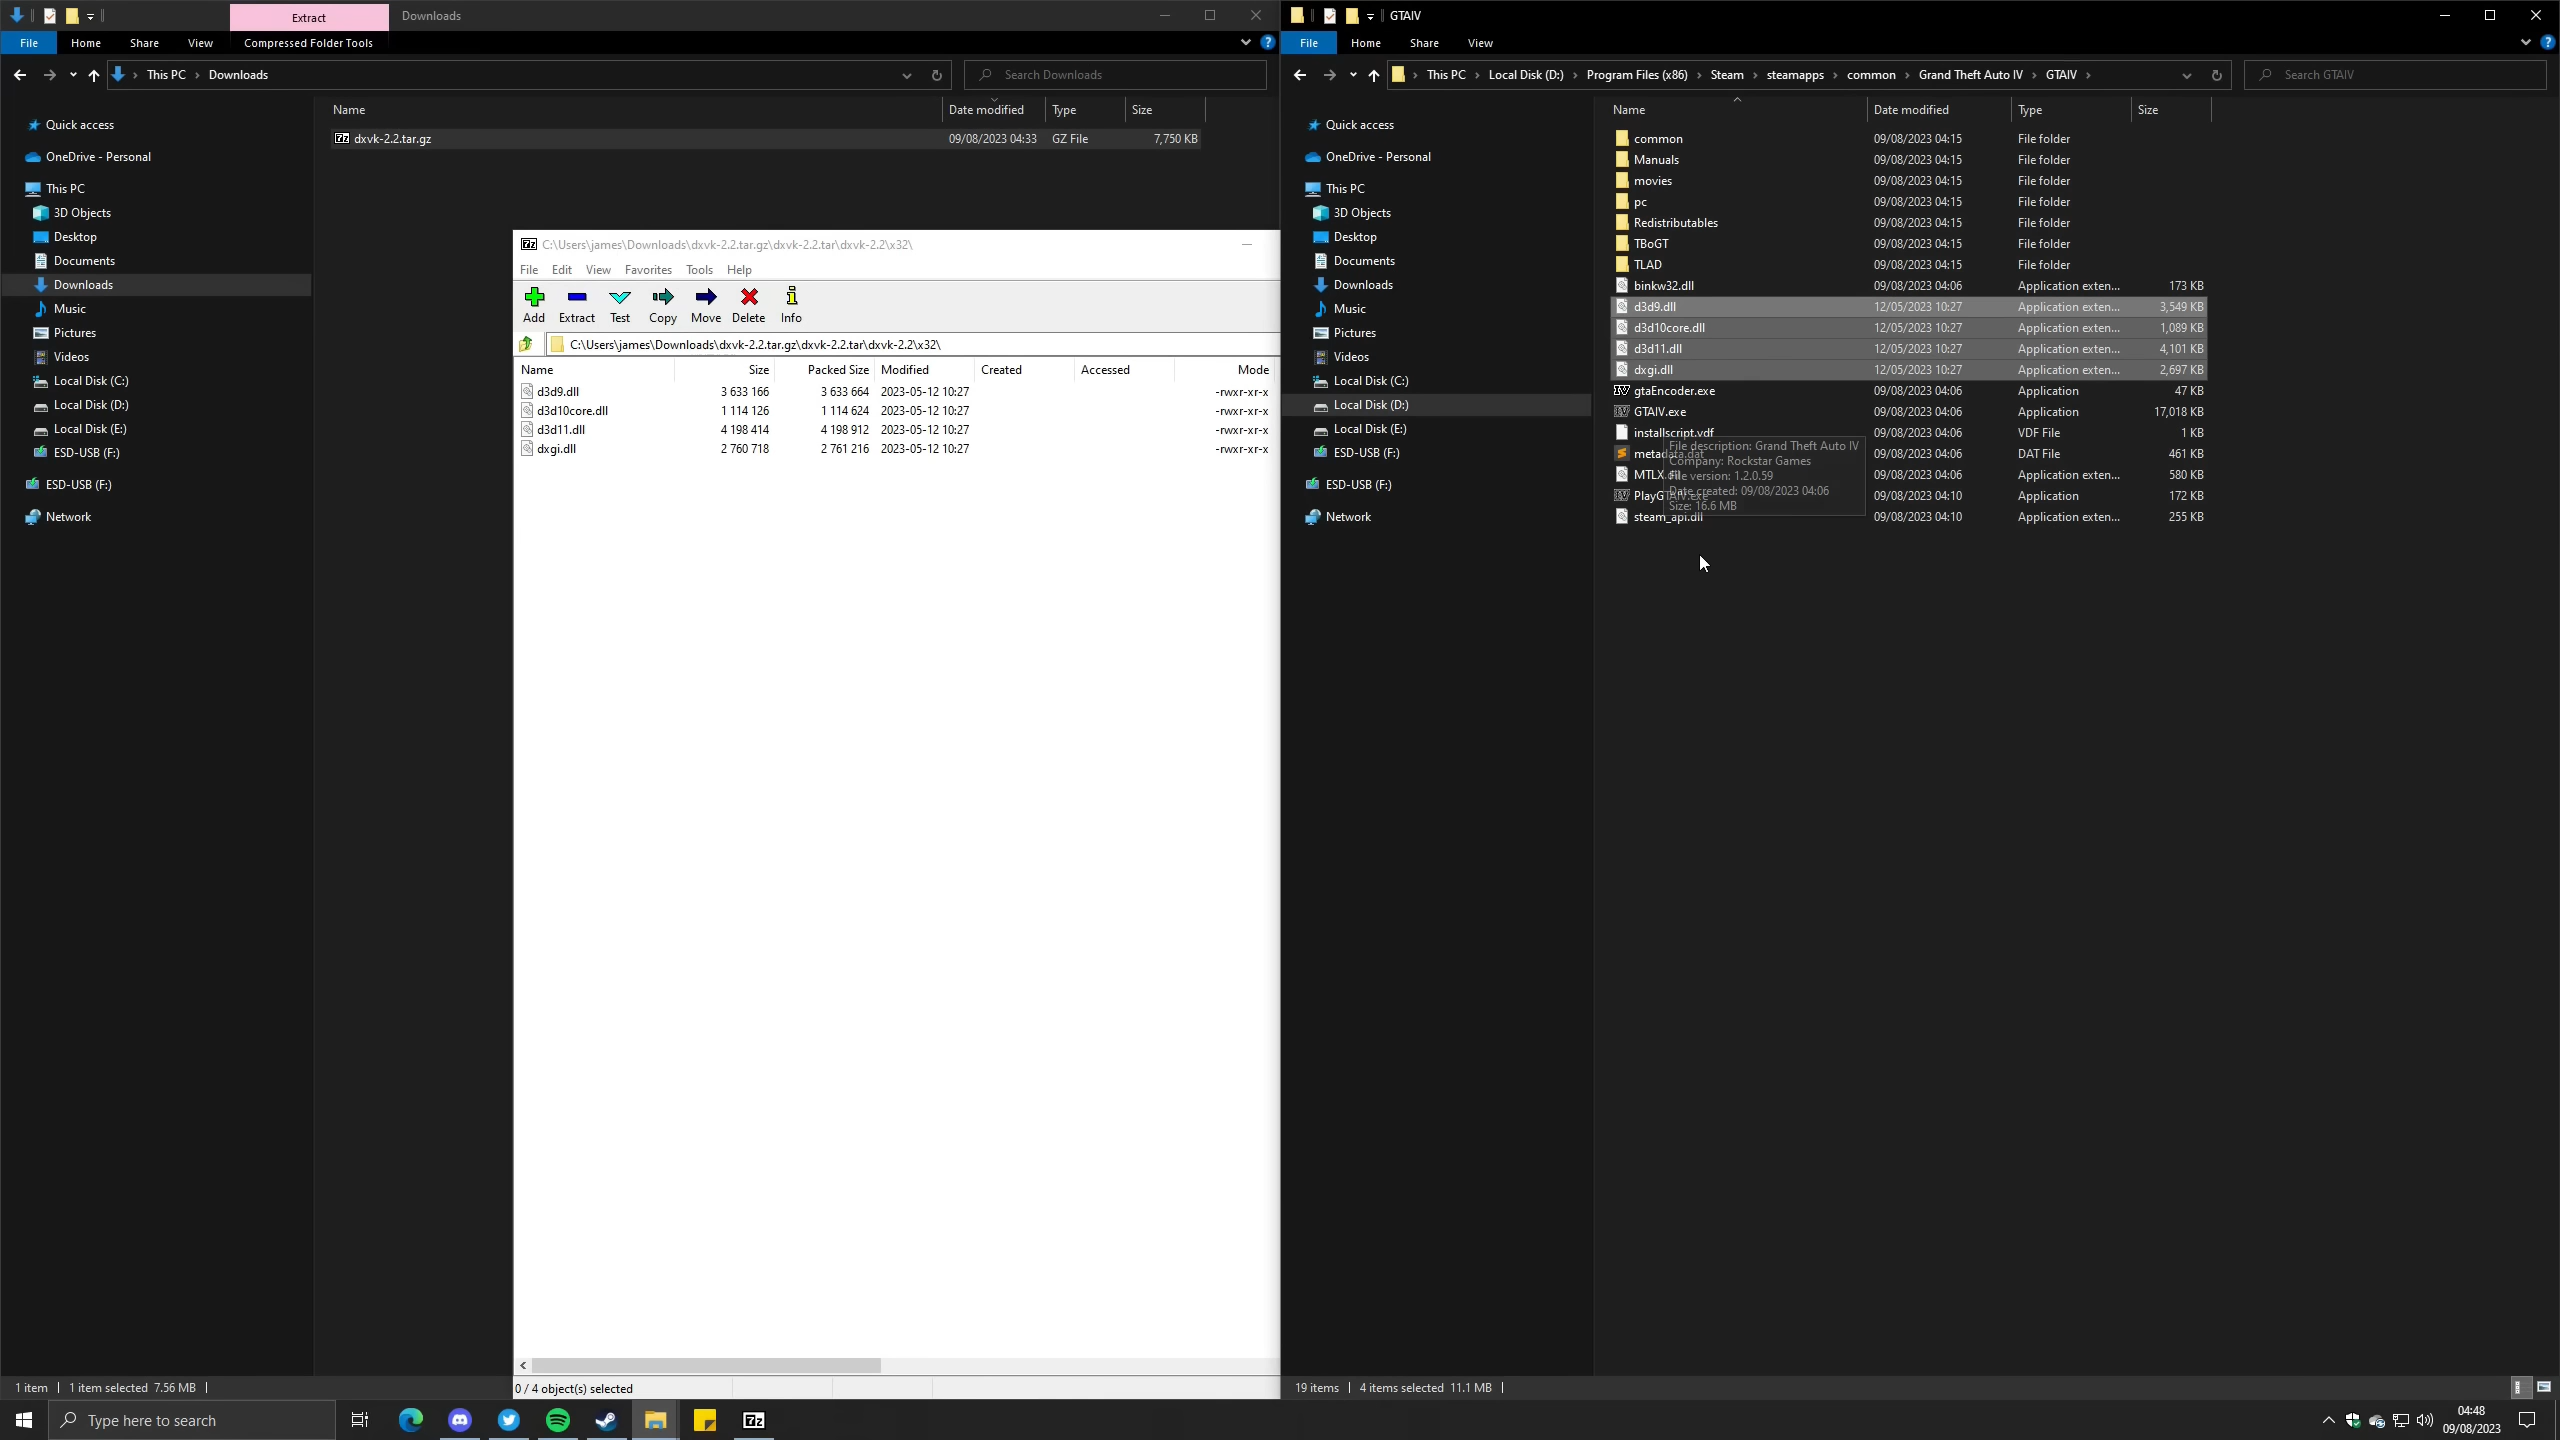 Extract
Downloads
File
Home
Share
View
Compressed Folder Tools
This PC › Downloads
Search Downloads
Name
Date modified
Type
Size
dxvk-2.2.tar.gz
09/08/2023 04:33
GZ File
7,750 KB
Quick access
OneDrive - Personal
This PC
3D Objects
Desktop
Documents
Downloads
Music
Pictures
Videos
Local Disk (C:)
Local Disk (D:)
Local Disk (E:)
ESD-USB (F:)
ESD-USB (F:)
Network
1 item
1 item selected 7.56 MB
C:\Users\james\Downloads\dxvk-2.2.tar.gz\dxvk-2.2.tar\dxvk-2.2\x32\
File Edit View Favorites Tools Help
Add Extract Test Copy Move Delete Info
C:\Users\james\Downloads\dxvk-2.2.tar.gz\dxvk-2.2.tar\dxvk-2.2\x32\
Name Size Packed Size Modified Created Accessed Mode
d3d9.dll 3 633 166 3 633 664 2023-05-12 10:27 -rwxr-xr-x
d3d10core.dll 1 114 126 1 114 624 2023-05-12 10:27 -rwxr-xr-x
d3d11.dll 4 198 414 4 198 912 2023-05-12 10:27 -rwxr-xr-x
dxgi.dll 2 760 718 2 761 216 2023-05-12 10:27 -rwxr-xr-x
0 / 4 object(s) selected
GTAIV
File
Home
Share
View
This PC › Local Disk (D:) › Program Files (x86) › Steam › steamapps › common › Grand Theft Auto IV › GTAIV ›
Search GTAIV
Quick access
OneDrive - Personal
This PC
3D Objects
Desktop
Documents
Downloads
Music
Pictures
Videos
Local Disk (C:)
Local Disk (D:)
Local Disk (E:)
ESD-USB (F:)
ESD-USB (F:)
Network
Name Date modified Type Size
common 09/08/2023 04:15 File folder
Manuals 09/08/2023 04:15 File folder
movies 09/08/2023 04:15 File folder
pc 09/08/2023 04:15 File folder
Redistributables 09/08/2023 04:15 File folder
TBoGT 09/08/2023 04:15 File folder
TLAD 09/08/2023 04:15 File folder
binkw32.dll 09/08/2023 04:06 Application exten... 173 KB
d3d9.dll 12/05/2023 10:27 Application exten... 3,549 KB
d3d10core.dll 12/05/2023 10:27 Application exten... 1,089 KB
d3d11.dll 12/05/2023 10:27 Application exten... 4,101 KB
dxgi.dll 12/05/2023 10:27 Application exten... 2,697 KB
gtaEncoder.exe 09/08/2023 04:06 Application 47 KB
GTAIV.exe 09/08/2023 04:06 Application 17,018 KB
installscript.vdf 09/08/2023 04:06 VDF File 1 KB
metadata.dat 09/08/2023 04:06 DAT File 461 KB
MTLX.dll 09/08/2023 04:06 Application exten... 580 KB
PlayGTAIV.exe 09/08/2023 04:10 Application 172 KB
steam_api.dll 09/08/2023 04:10 Application exten... 255 KB
File description: Grand Theft Auto IV
Company: Rockstar Games
File version: 1.2.0.59
Date created: 09/08/2023 04:06
Size: 16.6 MB
19 items
4 items selected 11.1 MB
Type here to search
7z
04:48
09/08/2023